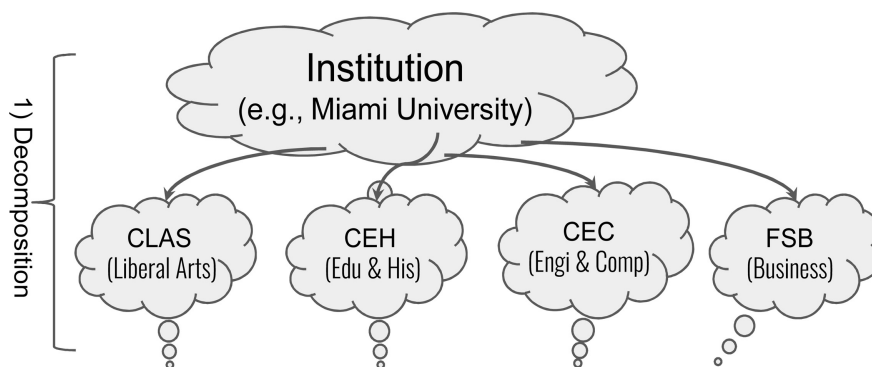 Institution
(e.g., Miami University)
1) Decomposition
CLAS
(Liberal Arts)
CEH
(Edu & His)
CEC
(Engi & Comp)
FSB
(Business)